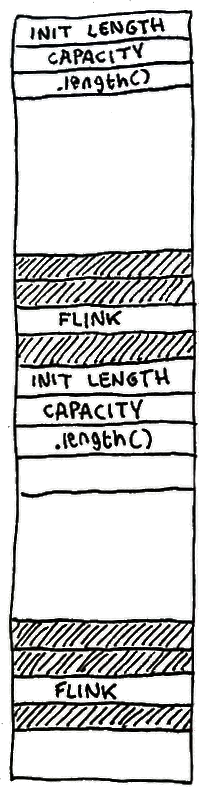 INIT LENGTH
CAPACITY
.length()
FLINK
INIT LENGTH
CAPACITY
.length()
FLINK